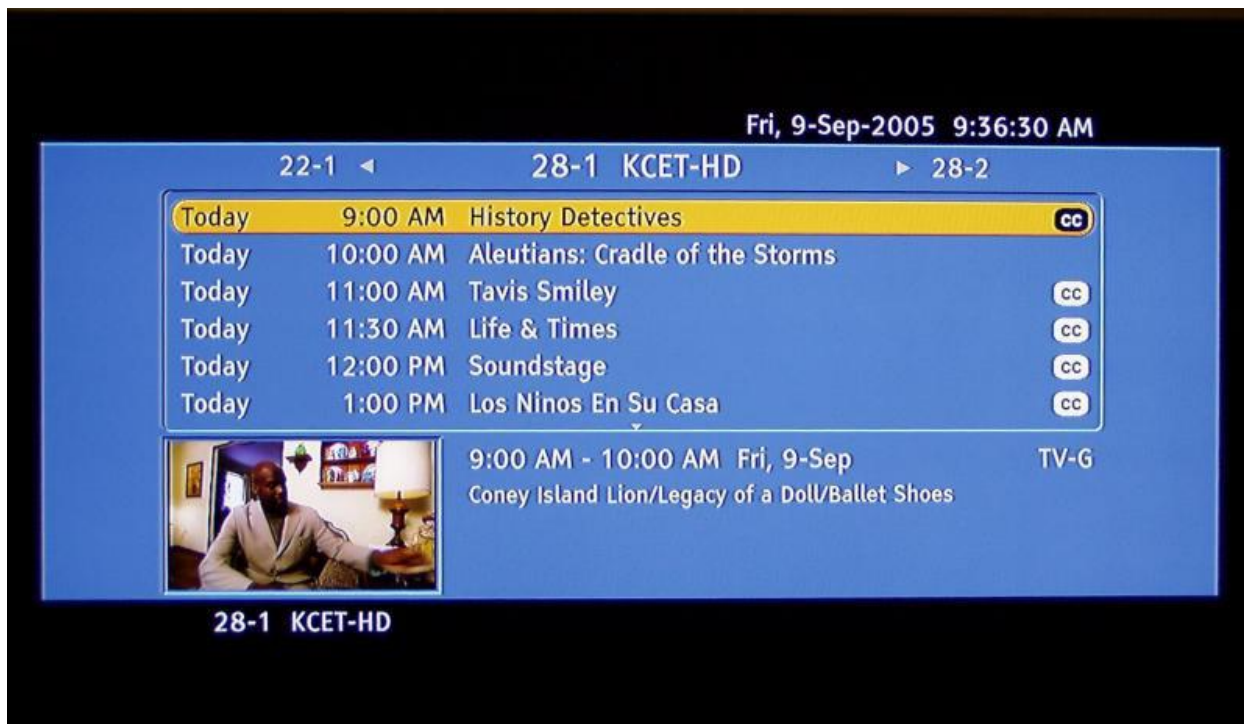 Fri, 9-Sep-2005 9:36:30 AM
22-1 ◄ 28-1 KCET-HD ► 28-2
Today 9:00 AM History Detectives CC
Today 10:00 AM Aleutians: Cradle of the Storms
Today 11:00 AM Tavis Smiley CC
Today 11:30 AM Life & Times CC
Today 12:00 PM Soundstage CC
Today 1:00 PM Los Ninos En Su Casa CC
9:00 AM - 10:00 AM Fri, 9-Sep TV-G
Coney Island Lion/Legacy of a Doll/Ballet Shoes
28-1 KCET-HD